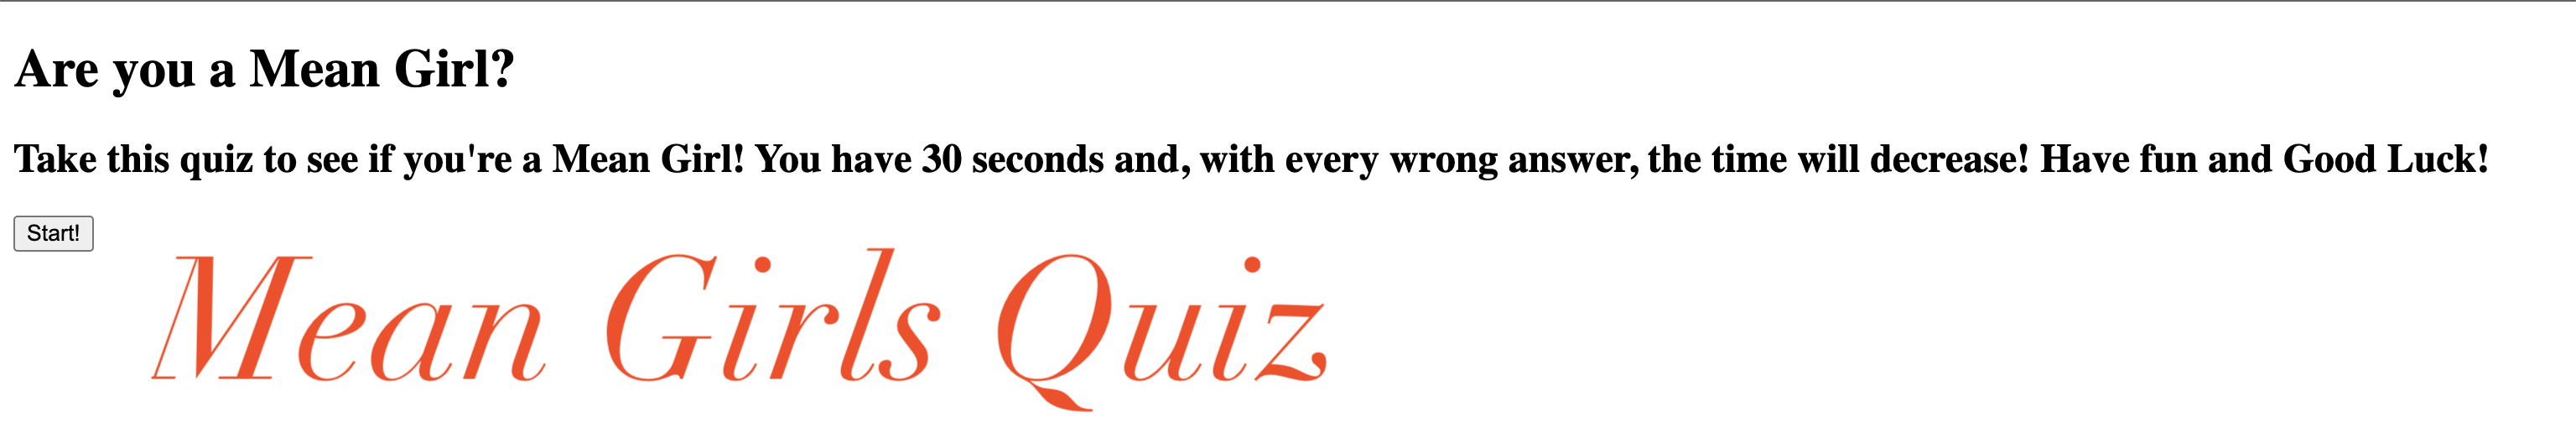 Are you a Mean Girl?
Take this quiz to see if you're a Mean Girl! You have 30 seconds and, with every wrong answer, the time will decrease! Have fun and Good Luck!
Start!
Mean Girls Quiz